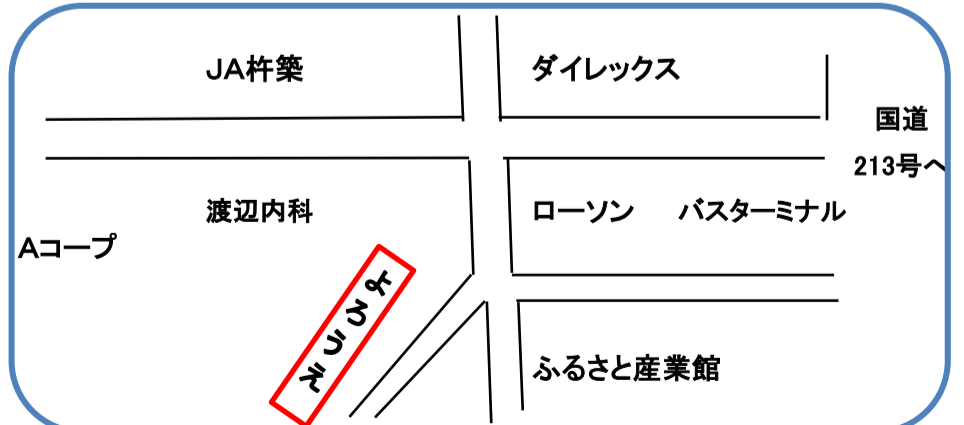 JA杵築
ダイレックス
国道
213号へ
渡辺内科
ローソン
バスターミナル
Aコープ
よろうえ
ふるさと産業館